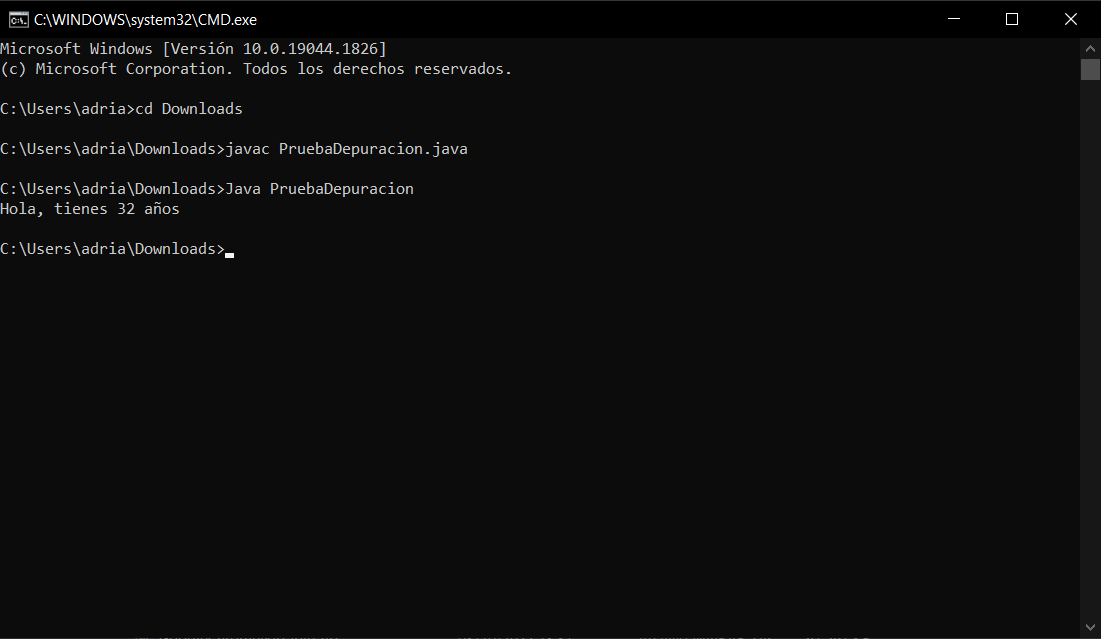 C:\WINDOWS\system32\CMD.exe
Microsoft Windows [Versión 10.0.19044.1826]
(c) Microsoft Corporation. Todos los derechos reservados.
C:\Users\adria>cd Downloads
C:\Users\adria\Downloads>javac PruebaDepuracion.java
C:\Users\adria\Downloads>Java PruebaDepuracion
Hola, tienes 32 años
C:\Users\adria\Downloads>